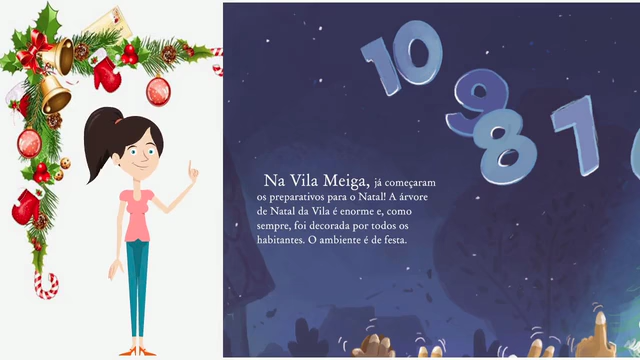 10
9
8
7
Na Vila Meiga, já começaram
os preparativos para o Natal! A árvore
de Natal da Vila é enorme e, como
sempre, foi decorada por todos os
habitantes. O ambiente é de festa.